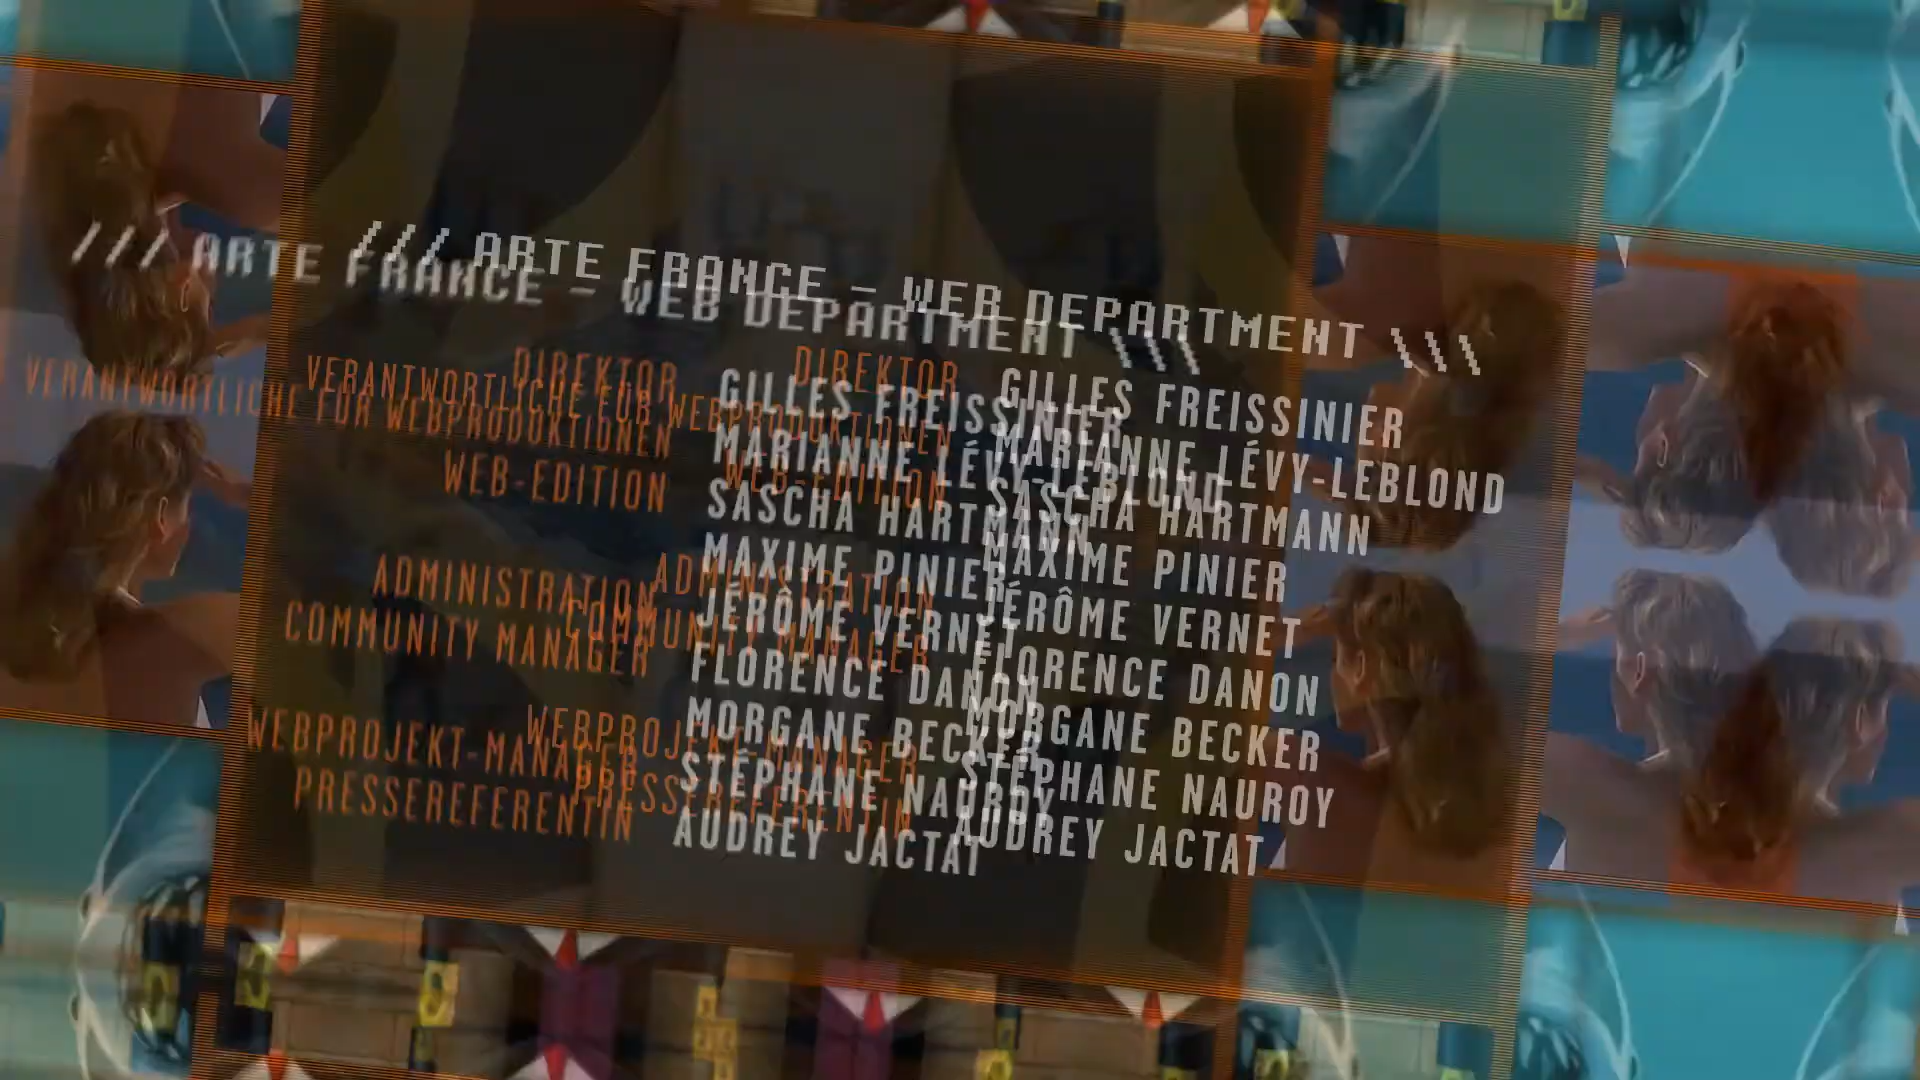 /// ARTE FRANCE - WEB DEPARTMENT \\\
DIREKTOR GILLES FREISSINIER
VERANTWORTLICHE FÜR WEBPRODUKTIONEN MARIANNE LÉVY-LEBLOND
WEB-EDITION SASCHA HARTMANN
MAXIME PINIER
ADMINISTRATION JÉRÔME VERNET
COMMUNITY MANAGER FLORENCE DANON
MORGANE BECKER
WEBPROJEKT-MANAGER STÉPHANE NAUROY
PRESSEREFERENTIN AUDREY JACTAT